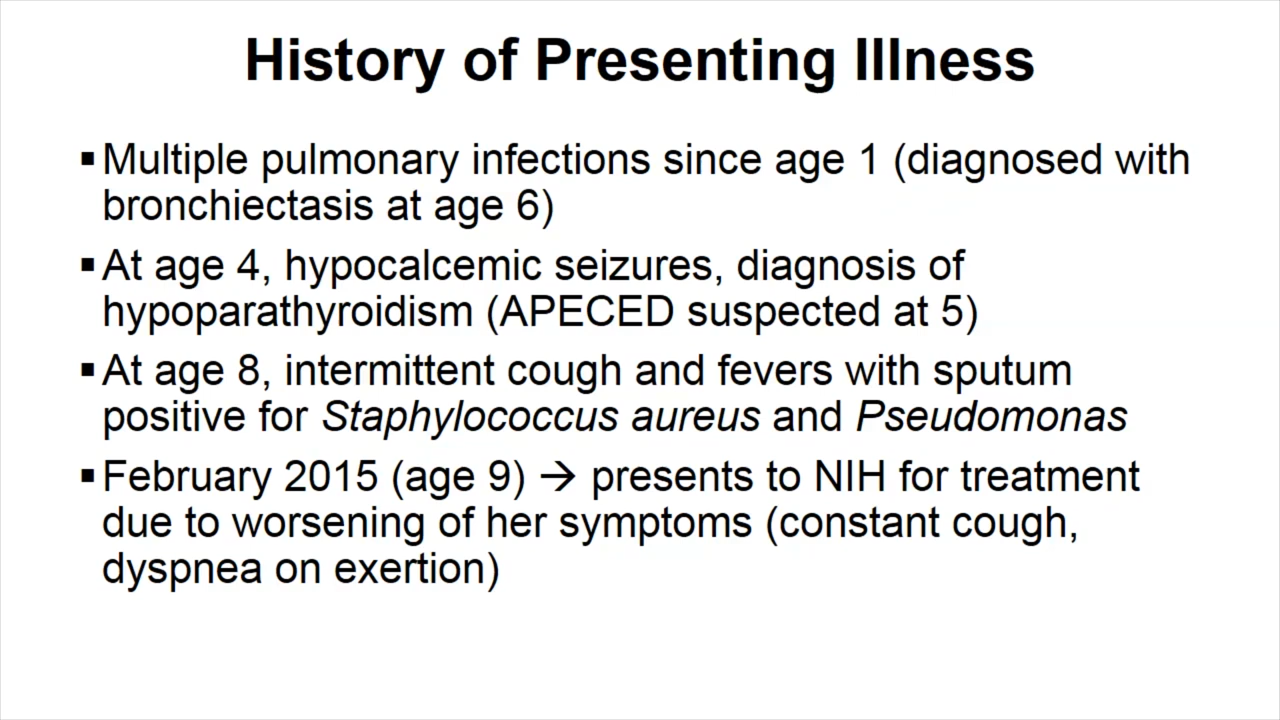 History of Presenting Illness
▪Multiple pulmonary infections since age 1 (diagnosed with
bronchiectasis at age 6)
▪At age 4, hypocalcemic seizures, diagnosis of
hypoparathyroidism (APECED suspected at 5)
▪At age 8, intermittent cough and fevers with sputum
positive for Staphylococcus aureus and Pseudomonas
▪February 2015 (age 9) → presents to NIH for treatment
due to worsening of her symptoms (constant cough,
dyspnea on exertion)